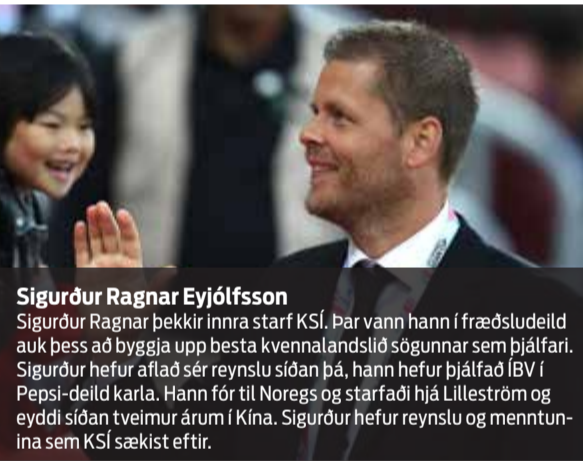 Sigurður Ragnar Eyjólfsson
Sigurður Ragnar þekkir innra starf KSÍ. Þar vann hann í fræðsludeild
auk þess að byggja upp besta kvennalandslið sögunnar sem þjálfari.
Sigurður hefur aflað sér reynslu síðan þá, hann hefur þjálfað ÍBV í
Pepsi-deild karla. Hann fór til Noregs og starfaði hjá Lilleström og
eyddi síðan tveimur árum í Kína. Sigurður hefur reynslu og menntun-
ina sem KSÍ sækist eftir.